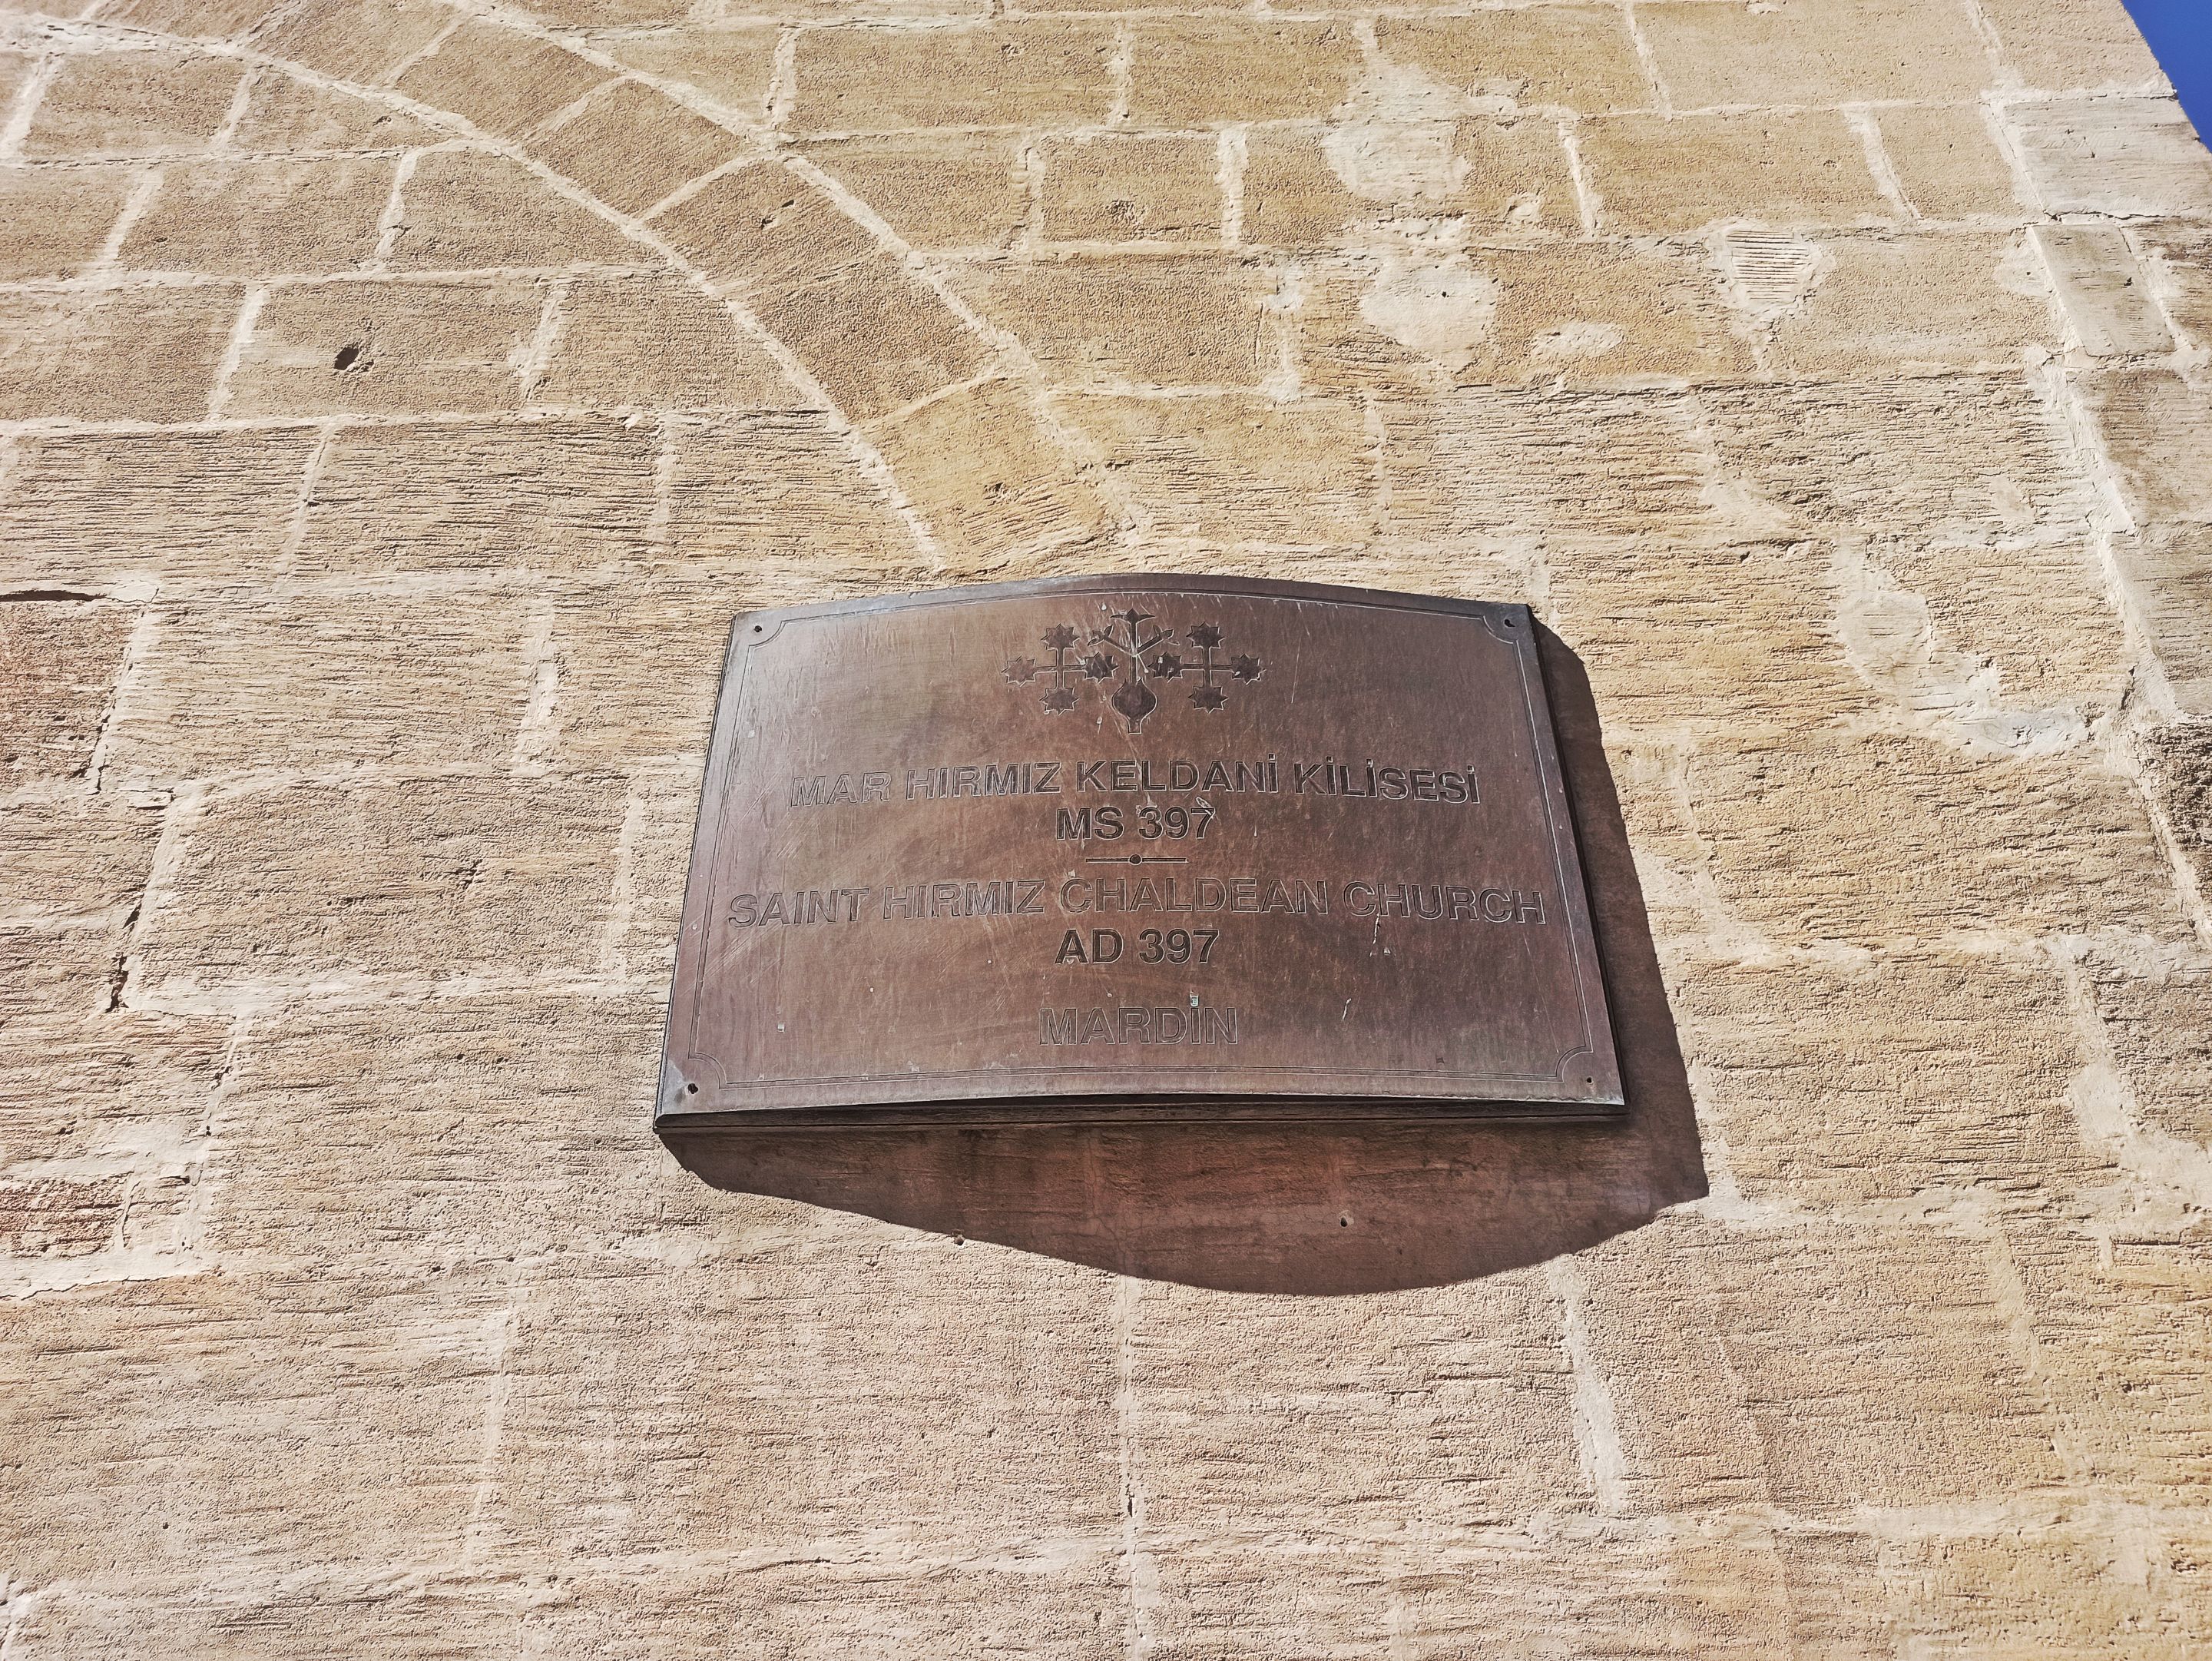 MAR HIRMIZ KELDANİ KİLİSESİ
MS 397
SAINT HIRMIZ CHALDEAN CHURCH
AD 397
MARDİN